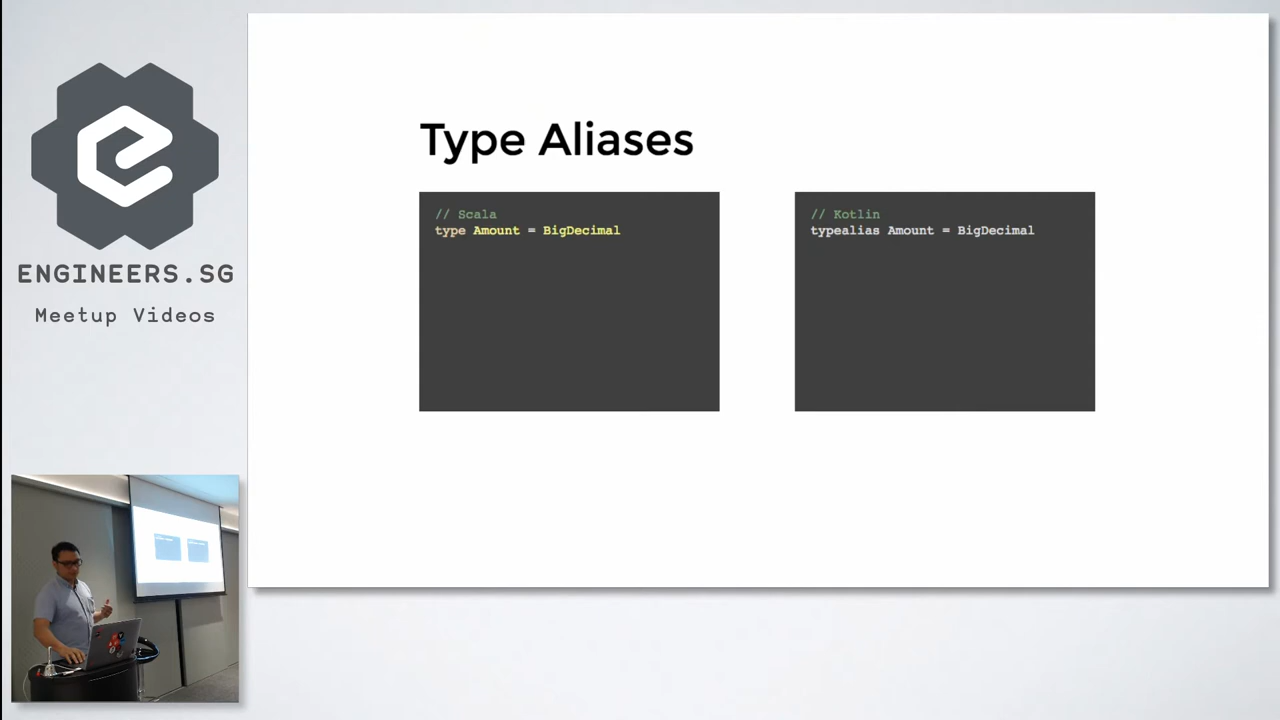 ENGINEERS.SG
Meetup Videos
Type Aliases
// Scala
type Amount = BigDecimal
// Kotlin
typealias Amount = BigDecimal